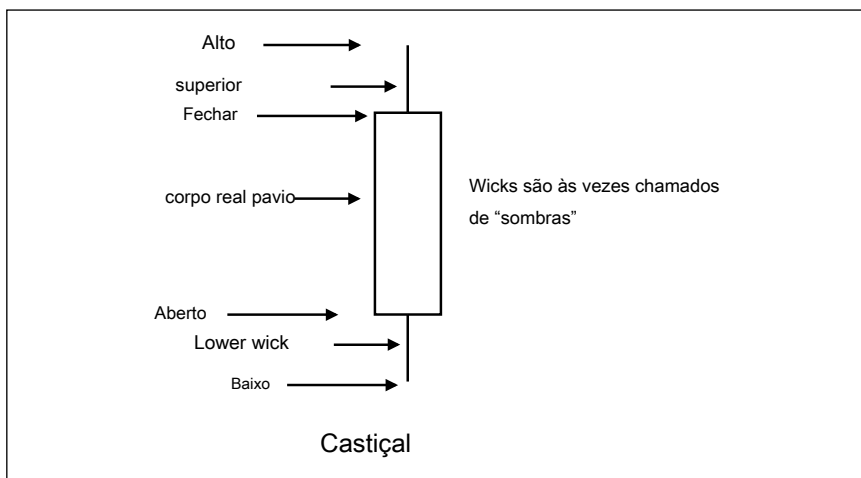 Alto
superior
Fechar
corpo real pavio
Wicks são às vezes chamados
de “sombras”
Aberto
Lower wick
Baixo
Castiçal